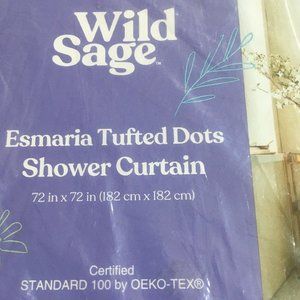 Wild
Sage™
Esmaria Tufted Dots
Shower Curtain
72 in x 72 in (182 cm x 182 cm)
Certified
STANDARD 100 by OEKO-TEX®